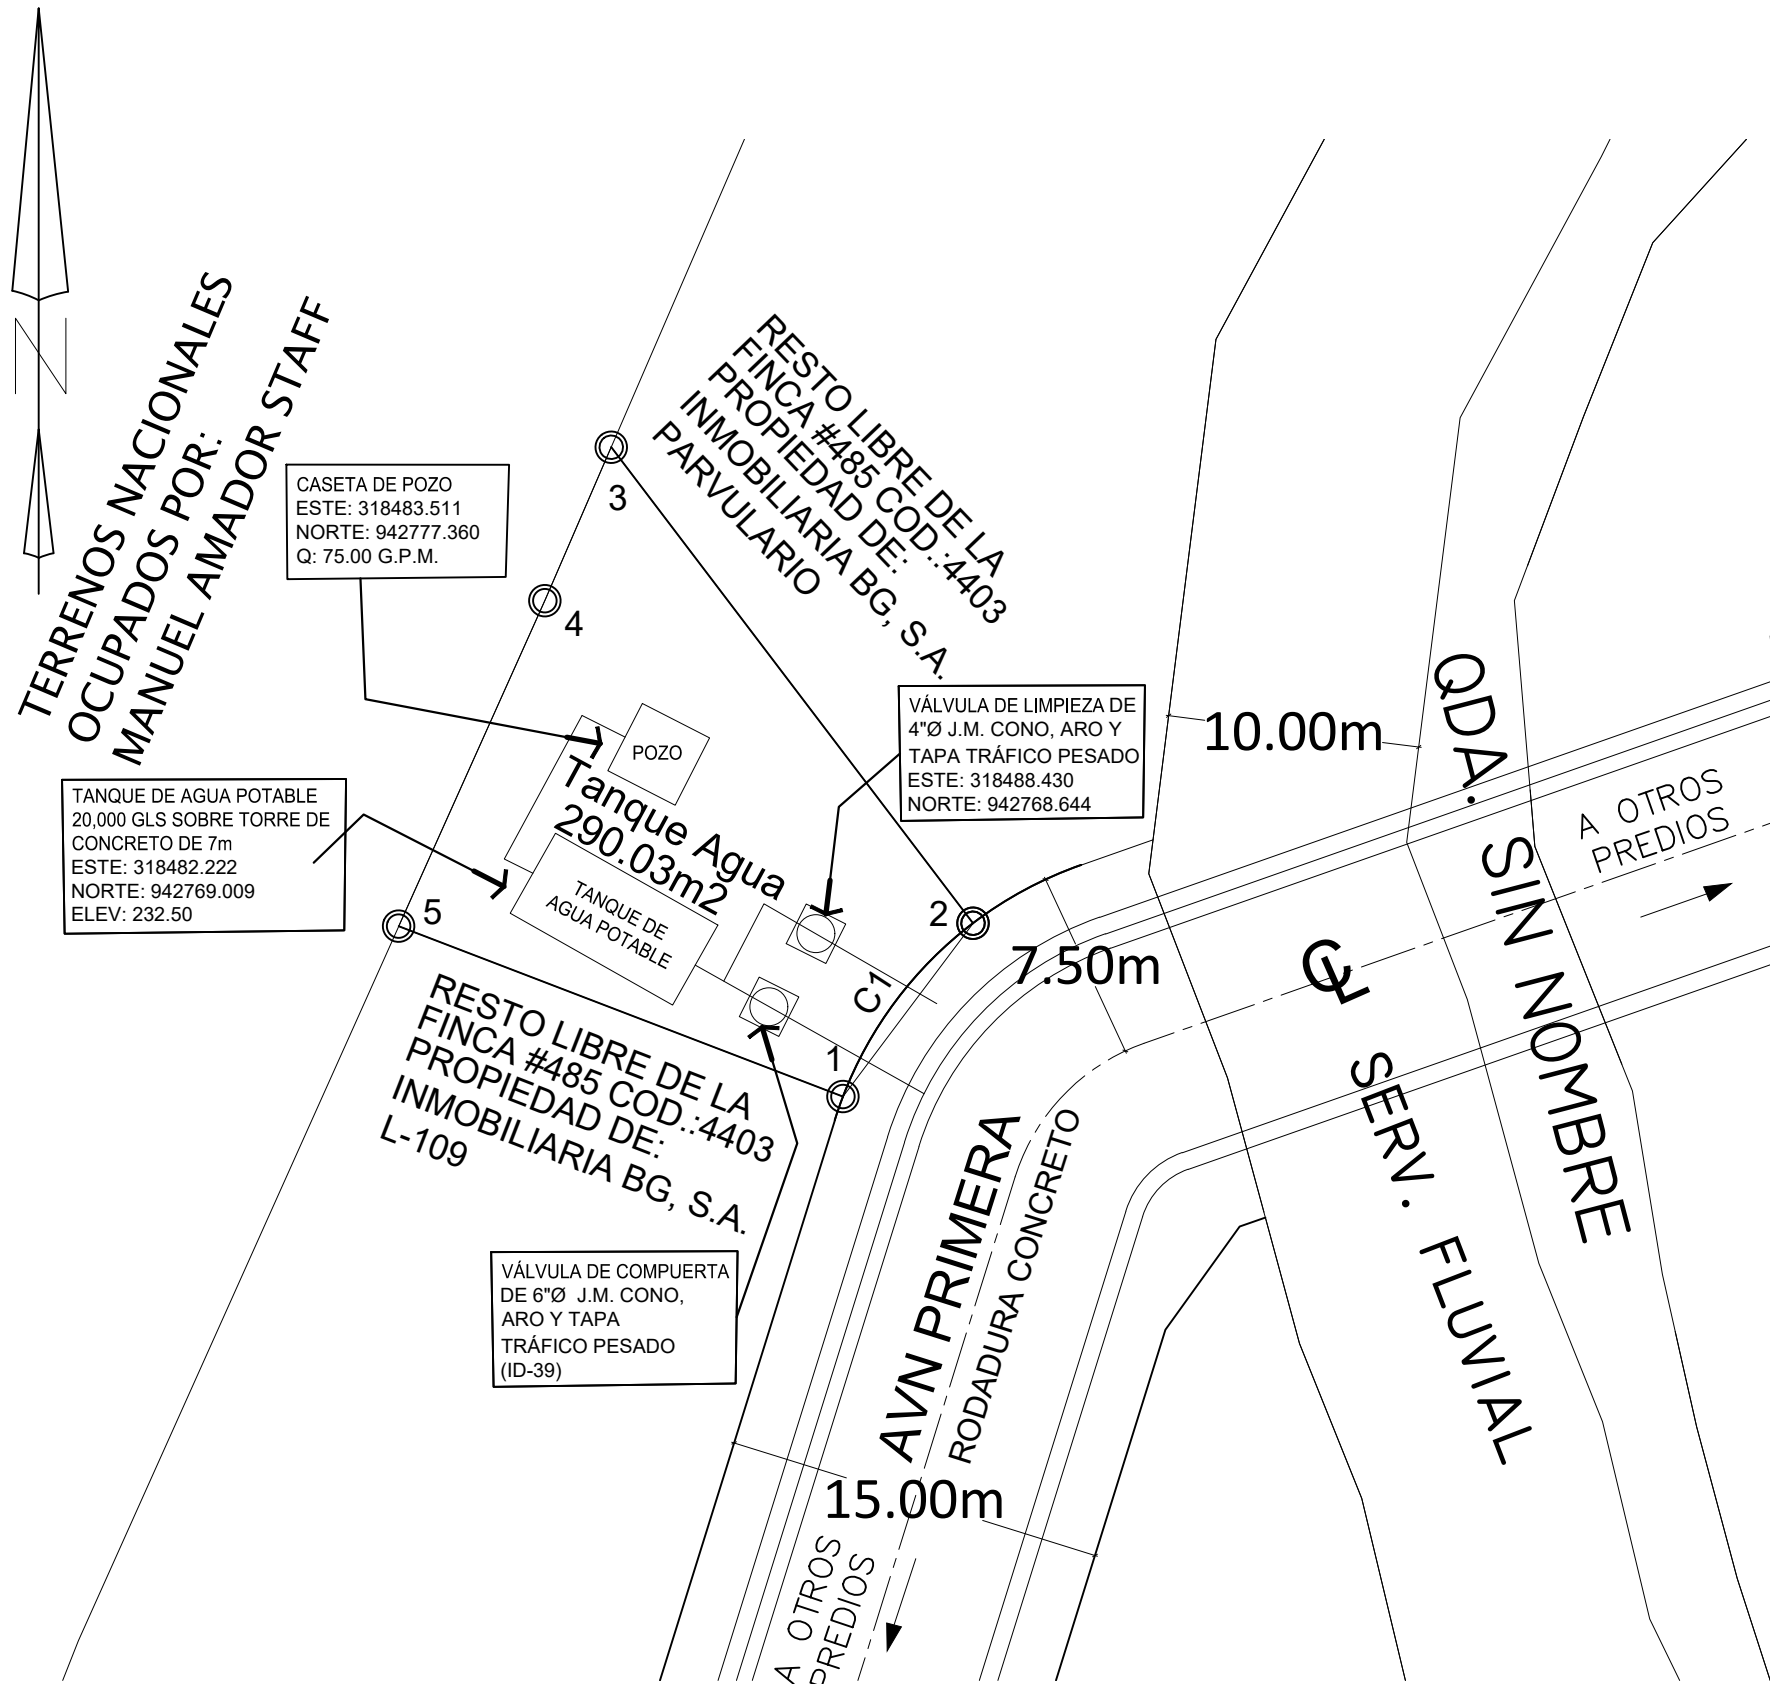 N
TERRENOS NACIONALES
OCUPADOS POR:
MANUEL AMADOR STAFF
RESTO LIBRE DE LA
FINCA #485 COD.:4403
PROPIEDAD DE:
INMOBILIARIA BG, S.A.
PARVULARIO
3
CASETA DE POZO
ESTE: 318483.511
NORTE: 942777.360
Q: 75.00 G.P.M.
4
VÁLVULA DE LIMPIEZA DE
4"Ø J.M. CONO, ARO Y
TAPA TRÁFICO PESADO
ESTE: 318488.430
NORTE: 942768.644
10.00m
QDA. SIN NOMBRE
POZO
Tanque Agua
290.03m2
TANQUE DE AGUA POTABLE
20,000 GLS SOBRE TORRE DE
CONCRETO DE 7m
ESTE: 318482.222
NORTE: 942769.009
ELEV: 232.50
A OTROS
PREDIOS
5
TANQUE DE
AGUA POTABLE
2
7.50m
C1
CL SERV. FLUVIAL
1
RESTO LIBRE DE LA
FINCA #485 COD.:4403
PROPIEDAD DE:
INMOBILIARIA BG, S.A.
L-109
AVN PRIMERA
RODADURA CONCRETO
VÁLVULA DE COMPUERTA
DE 6"Ø J.M. CONO,
ARO Y TAPA
TRÁFICO PESADO
(ID-39)
15.00m
A OTROS
PREDIOS